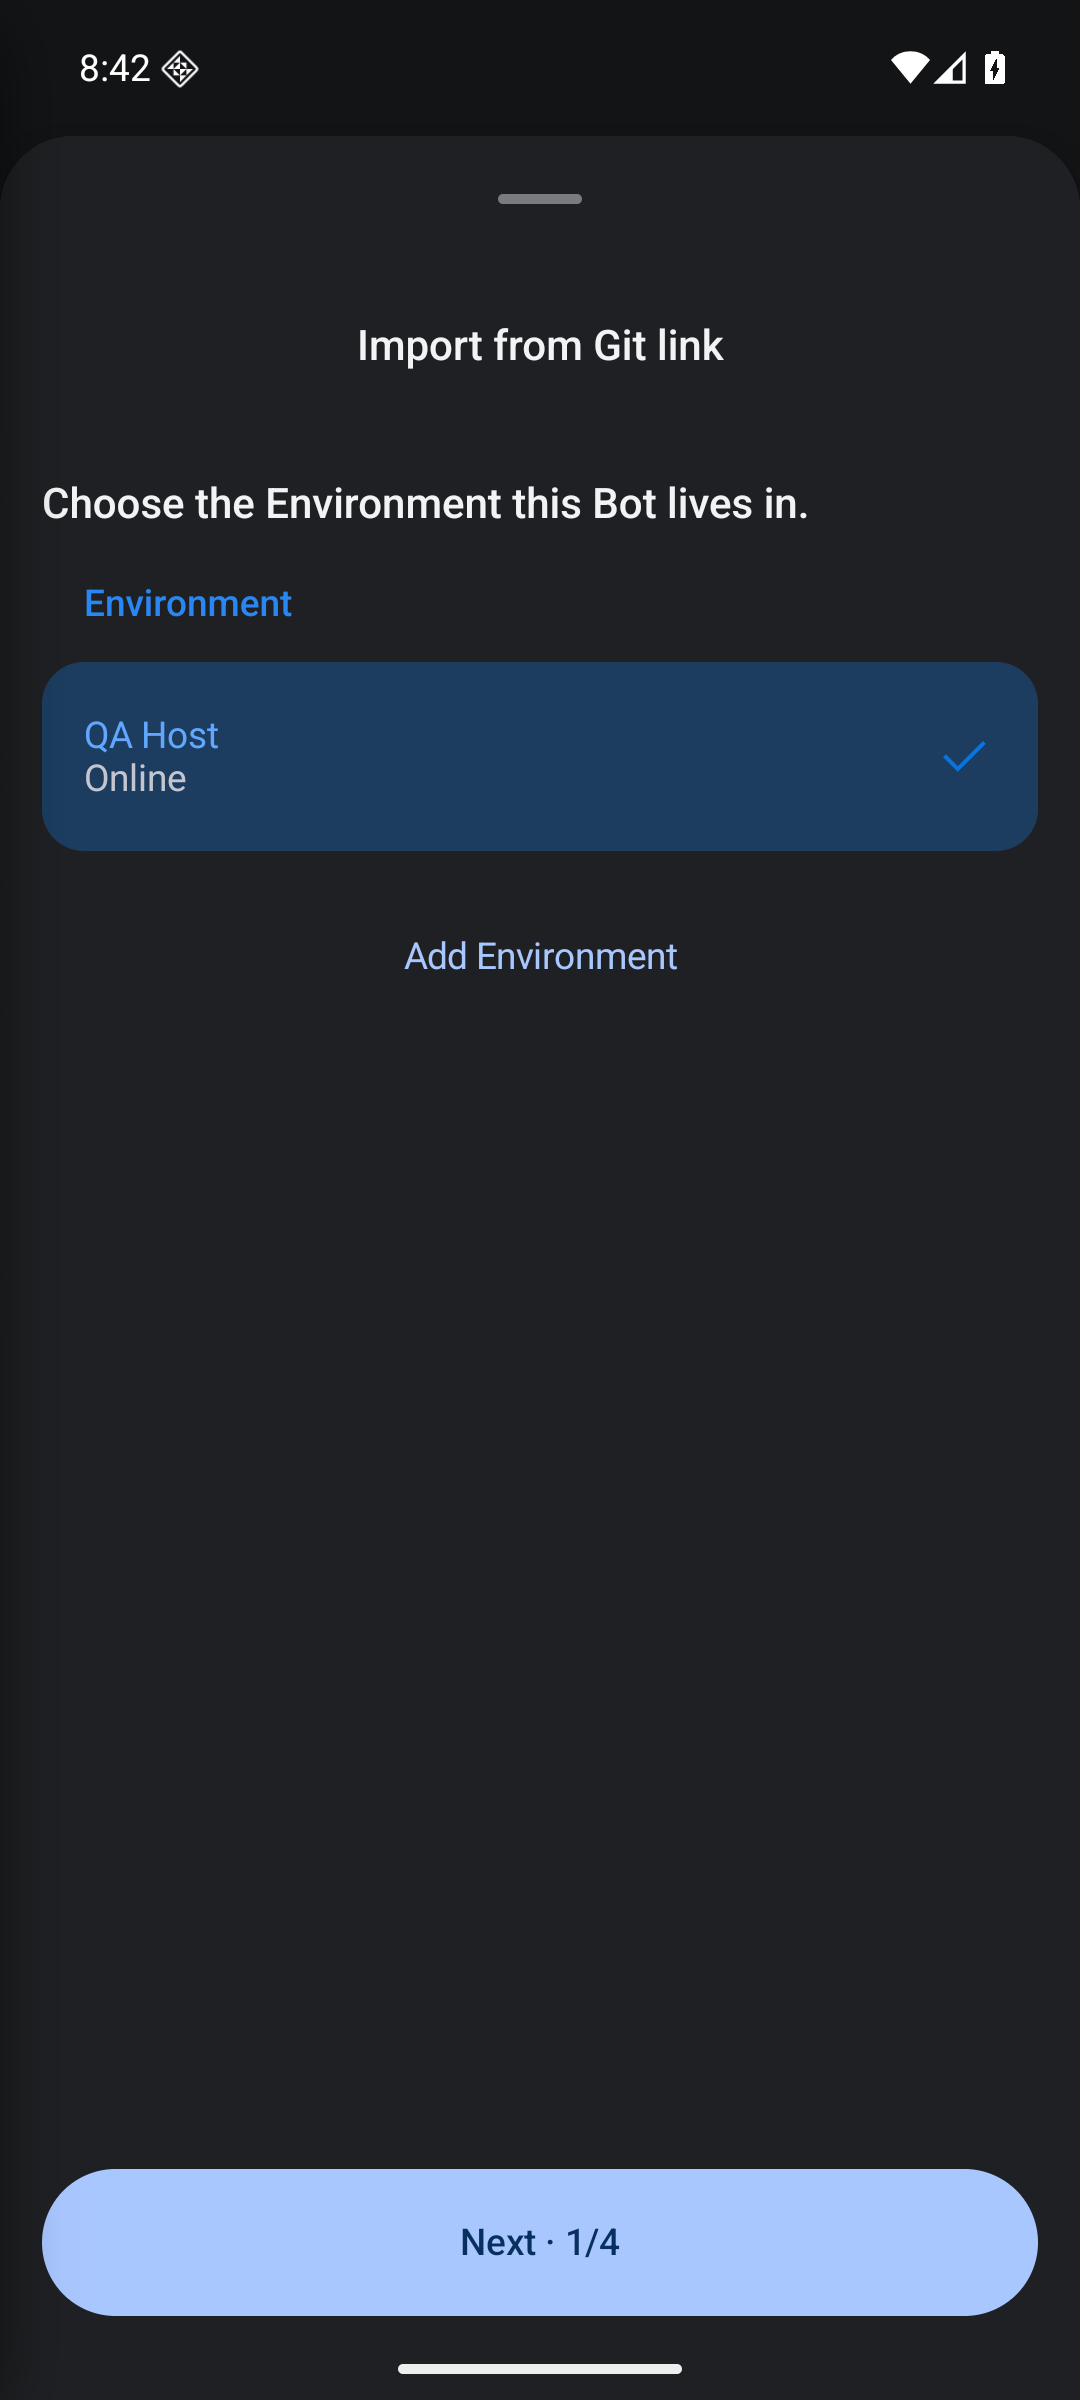 8:42
Import from Git link
Choose the Environment this Bot lives in.
Environment
QA Host
Online
Add Environment
Next · 1/4